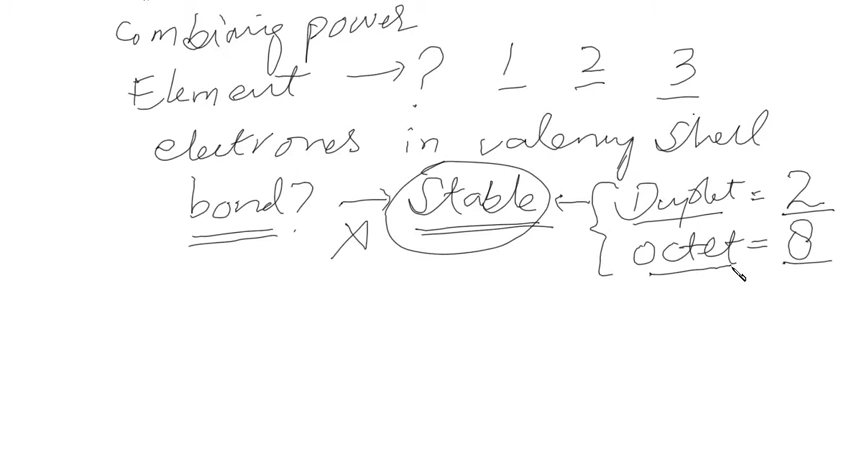 Combining power
Element → ? 1 2 3
electrones in valency shell
bond? → Stable ← { Duplet = 2
octet = 8